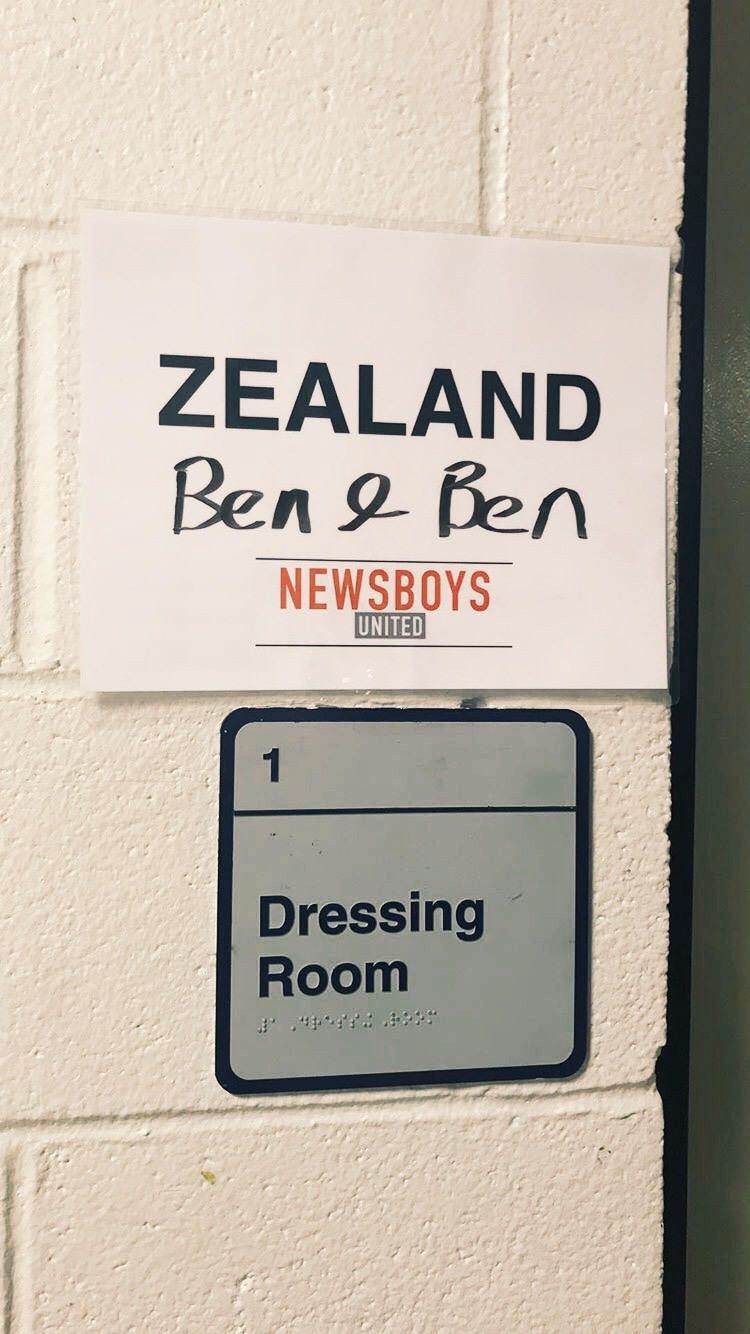 ZEALAND
Ben & Ben
NEWSBOYS
UNITED
1
Dressing
Room